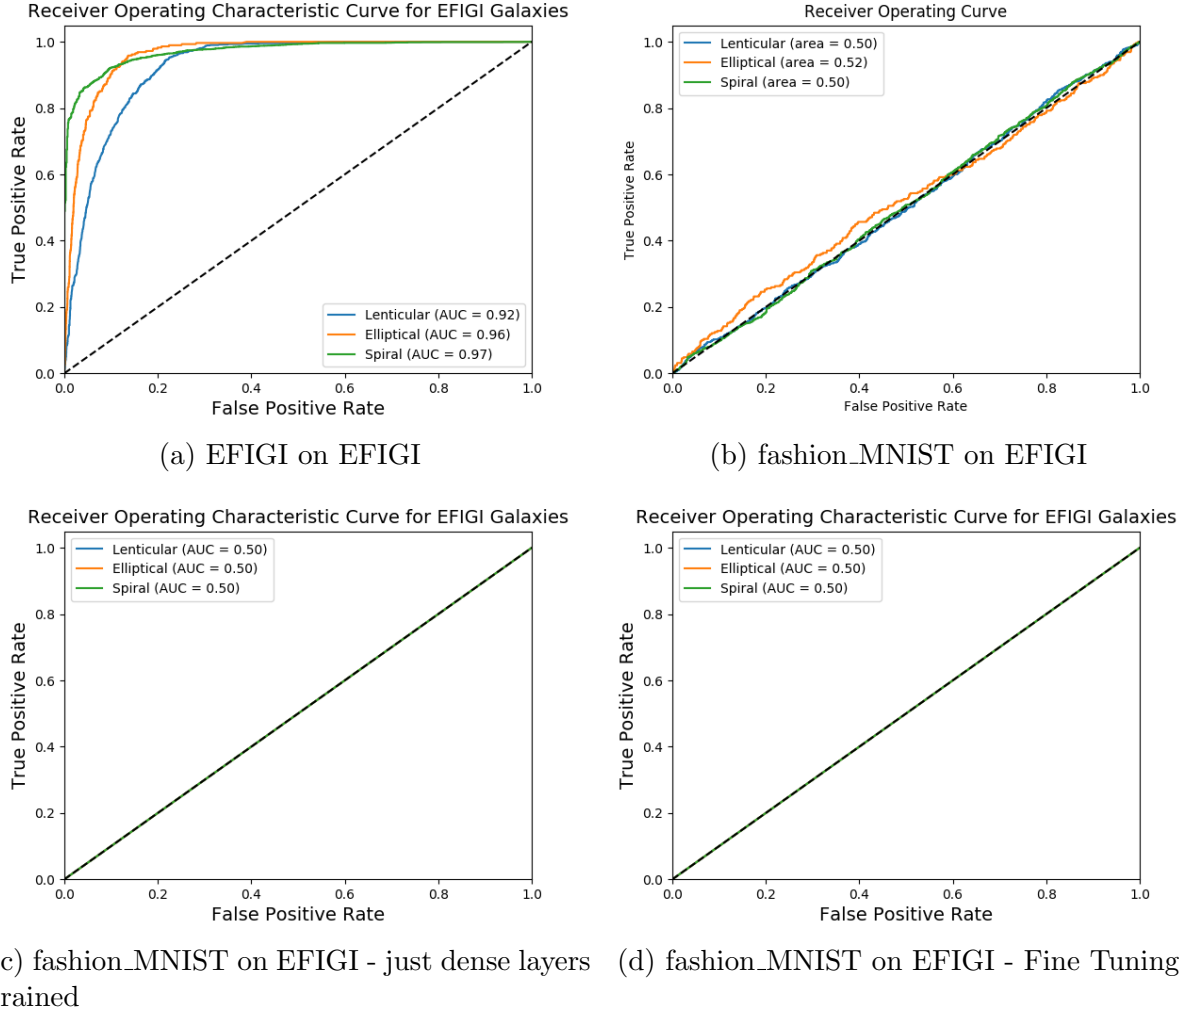 Receiver Operating Characteristic Curve for EFIGI Galaxies
1.0
0.8
0.6
0.4
0.2
0.0
True Positive Rate
Lenticular (AUC = 0.92)
Elliptical (AUC = 0.96)
Spiral (AUC = 0.97)
0.0 0.2 0.4 0.6 0.8 1.0
False Positive Rate
(a) EFIGI on EFIGI
Receiver Operating Curve
1.0
0.8
0.6
0.4
0.2
0.0
True Positive Rate
Lenticular (area = 0.50)
Elliptical (area = 0.52)
Spiral (area = 0.50)
0.0 0.2 0.4 0.6 0.8 1.0
False Positive Rate
(b) fashion_MNIST on EFIGI
Receiver Operating Characteristic Curve for EFIGI Galaxies
1.0
0.8
0.6
0.4
0.2
0.0
True Positive Rate
Lenticular (AUC = 0.50)
Elliptical (AUC = 0.50)
Spiral (AUC = 0.50)
0.0 0.2 0.4 0.6 0.8 1.0
False Positive Rate
c) fashion_MNIST on EFIGI - just dense layers
rained
Receiver Operating Characteristic Curve for EFIGI Galaxies
1.0
0.8
0.6
0.4
0.2
0.0
True Positive Rate
Lenticular (AUC = 0.50)
Elliptical (AUC = 0.50)
Spiral (AUC = 0.50)
0.0 0.2 0.4 0.6 0.8 1.0
False Positive Rate
(d) fashion_MNIST on EFIGI - Fine Tuning